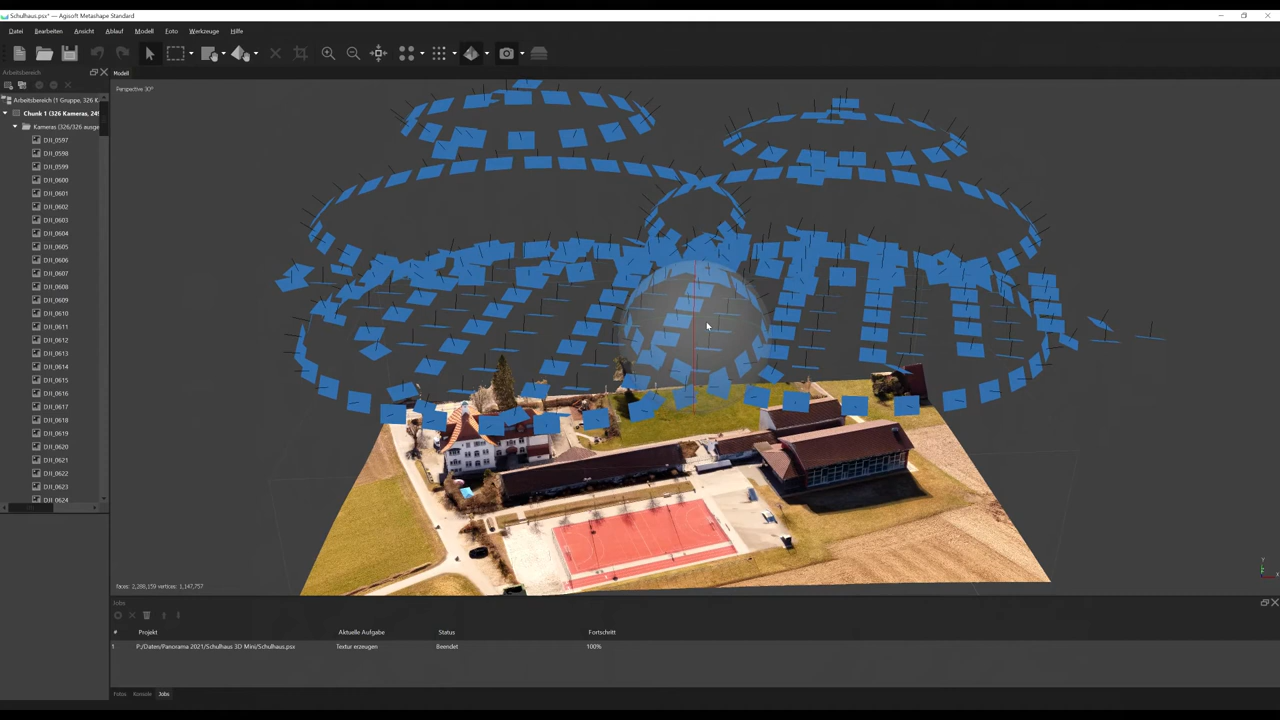 Schulhaus.psx* — Agisoft Metashape Standard
Datei Bearbeiten Ansicht Ablauf Modell Foto Werkzeuge Hilfe
Arbeitsbereich
Modell
Perspective 30°
Arbeitsbereich (1 Gruppe, 326 K
Chunk 1 (326 Kameras, 24
Kameras (326/326 ausge
DJI_0597
DJI_0598
DJI_0599
DJI_0600
DJI_0601
DJI_0602
DJI_0603
DJI_0604
DJI_0605
DJI_0606
DJI_0607
DJI_0608
DJI_0609
DJI_0610
DJI_0611
DJI_0612
DJI_0613
DJI_0614
DJI_0615
DJI_0616
DJI_0617
DJI_0618
DJI_0619
DJI_0620
DJI_0621
DJI_0622
DJI_0623
DJI_0624
faces: 2,288,159 vertices: 1,147,757
Y
X
Jobs
# Projekt Aktuelle Aufgabe Status Fortschritt
1 P:/Daten/Panorama 2021/Schulhaus 3D Mini/Schulhaus.psx Textur erzeugen Beendet 100%
Fotos Konsole Jobs